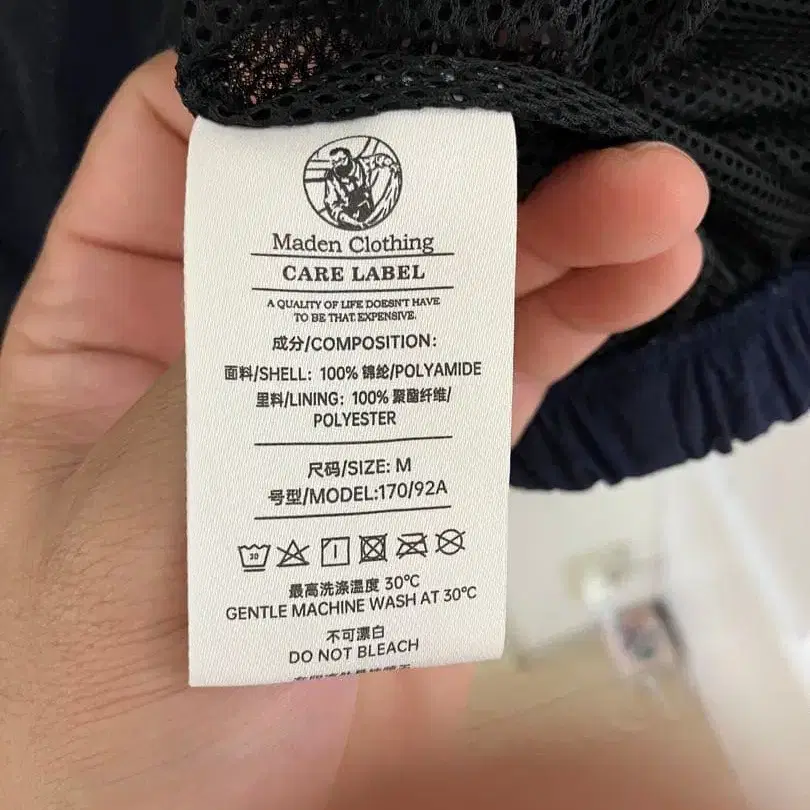 Maden Clothing
CARE LABEL
A QUALITY OF LIFE DOESN'T HAVE
TO BE THAT EXPENSIVE.
成分/COMPOSITION:
面料/SHELL: 100% 锦纶/POLYAMIDE
里料/LINING: 100% 聚酯纤维/
POLYESTER
尺码/SIZE: M
号型/MODEL:170/92A
30
最高洗涤温度 30℃
GENTLE MACHINE WASH AT 30℃
不可漂白
DO NOT BLEACH